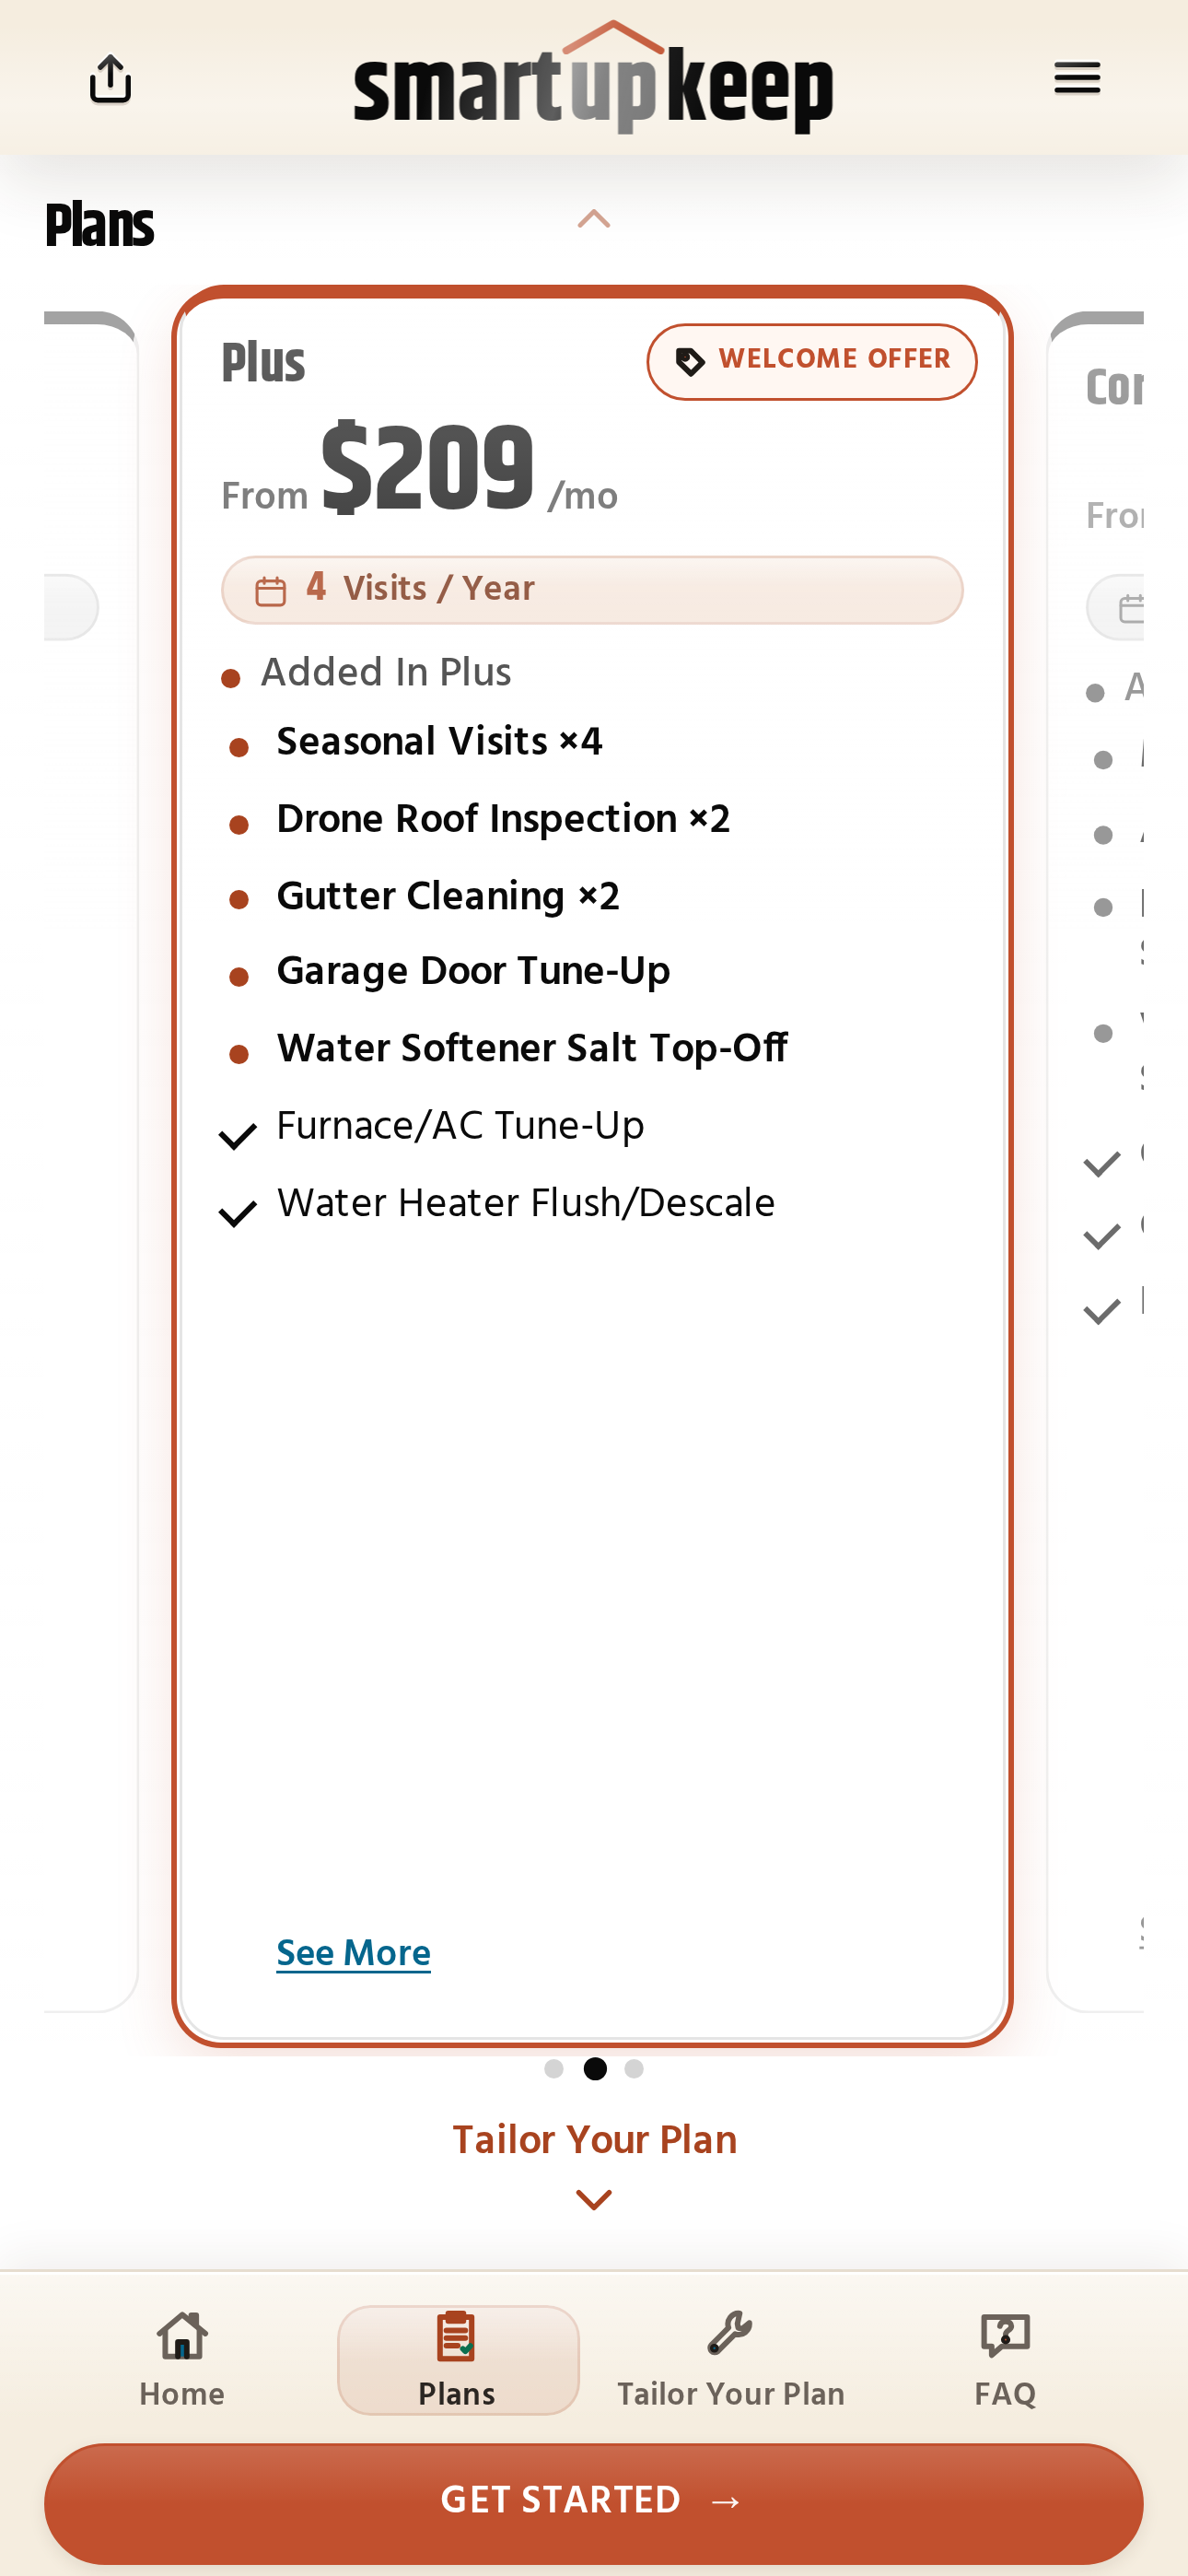 smartupkeep
Plans
Plus
WELCOME OFFER
From $209 /mo
4 Visits / Year
Added In Plus
Seasonal Visits ×4
Drone Roof Inspection ×2
Gutter Cleaning ×2
Garage Door Tune-Up
Water Softener Salt Top-Off
Furnace/AC Tune-Up
Water Heater Flush/Descale
See More
Tailor Your Plan
Home
Plans
Tailor Your Plan
FAQ
GET STARTED →